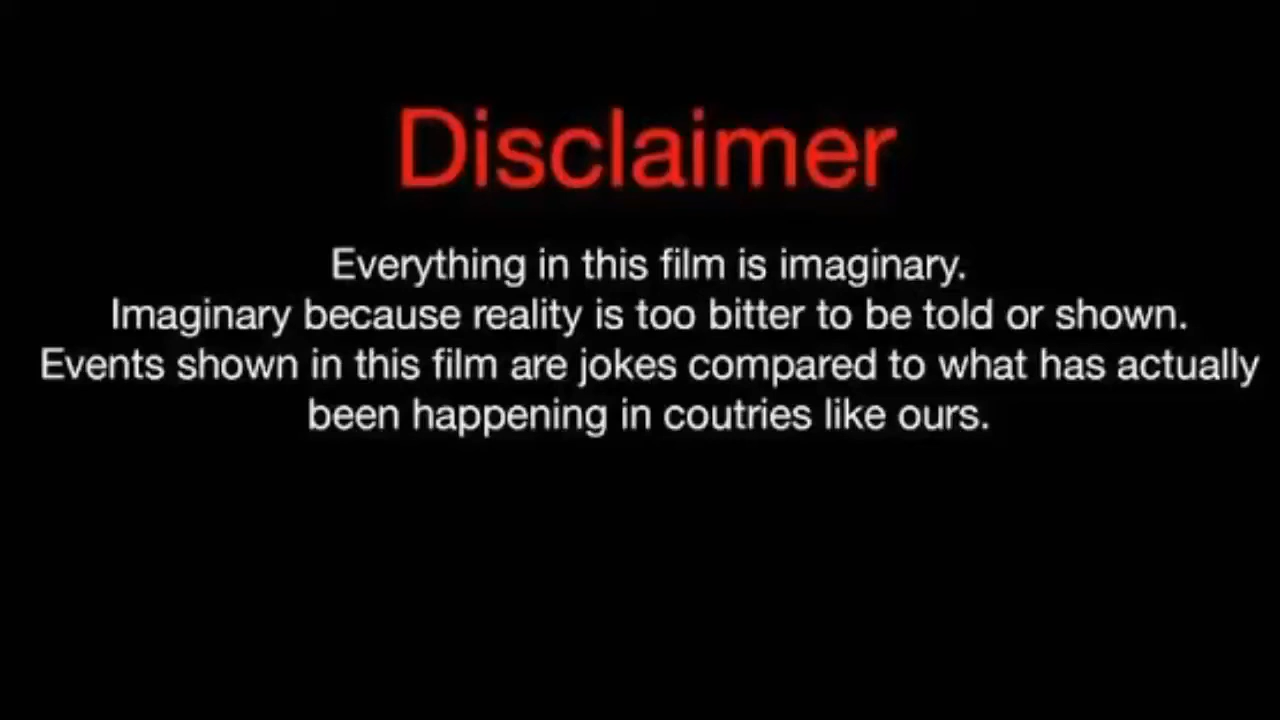 Disclaimer
Everything in this film is imaginary.
Imaginary because reality is too bitter to be told or shown.
Events shown in this film are jokes compared to what has actually
been happening in coutries like ours.